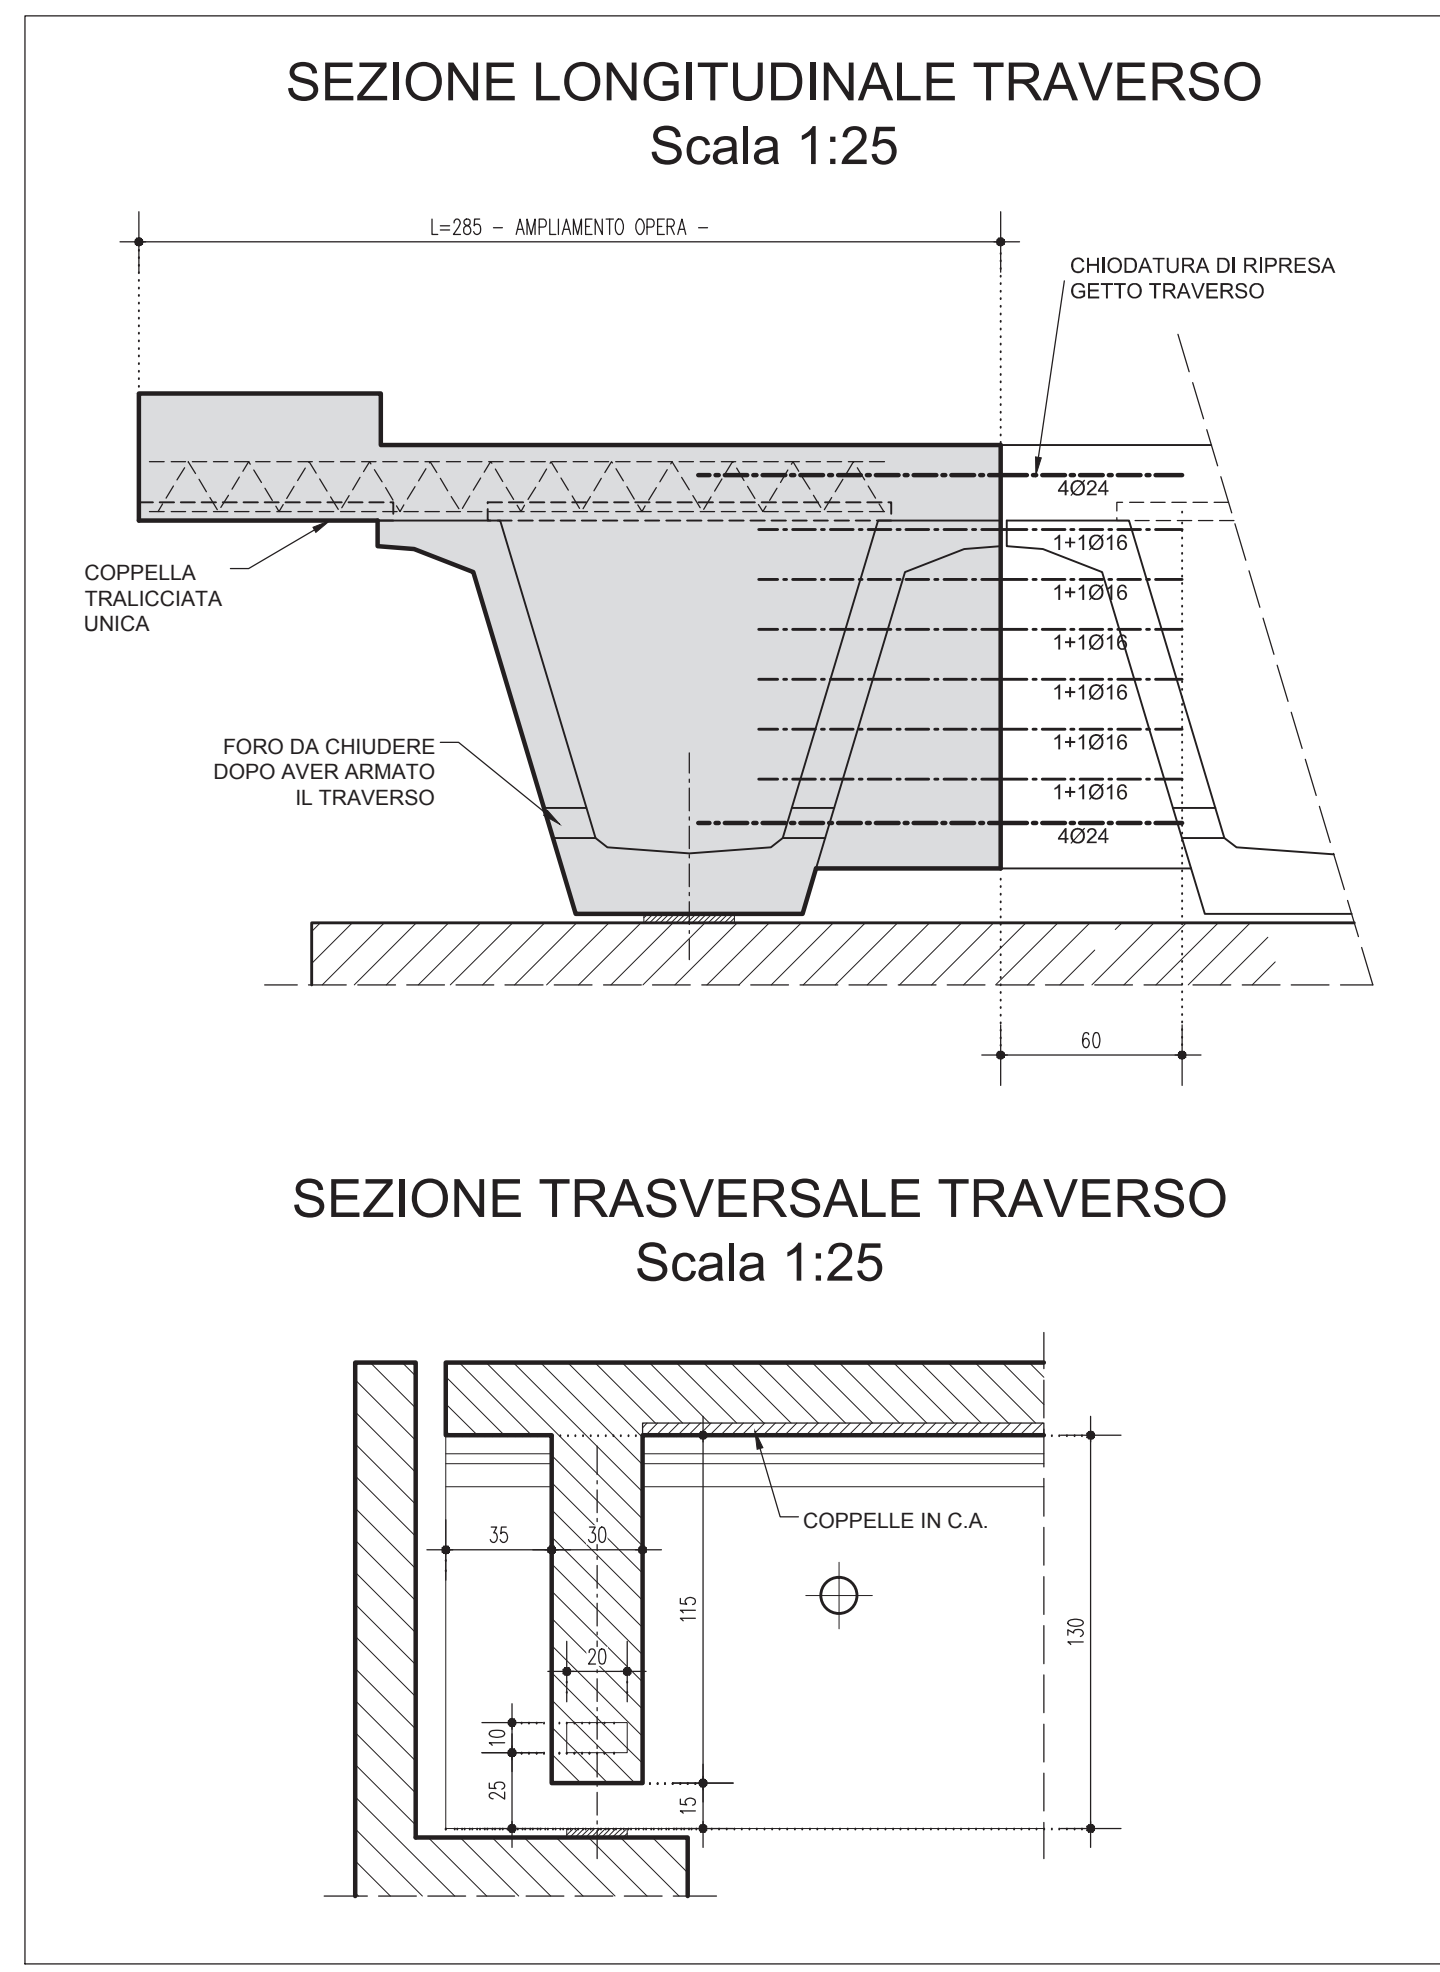 SEZIONE LONGITUDINALE TRAVERSO
Scala 1:25
L=285 - AMPLIAMENTO OPERA -
CHIODATURA DI RIPRESA
GETTO TRAVERSO
4Ø24
1+1Ø16
1+1Ø16
1+1Ø16
1+1Ø16
1+1Ø16
1+1Ø16
4Ø24
COPPELLA
TRALICCIATA
UNICA
FORO DA CHIUDERE
DOPO AVER ARMATO
IL TRAVERSO
60
SEZIONE TRASVERSALE TRAVERSO
Scala 1:25
COPPELLE IN C.A.
35
30
115
130
20
10
25
15